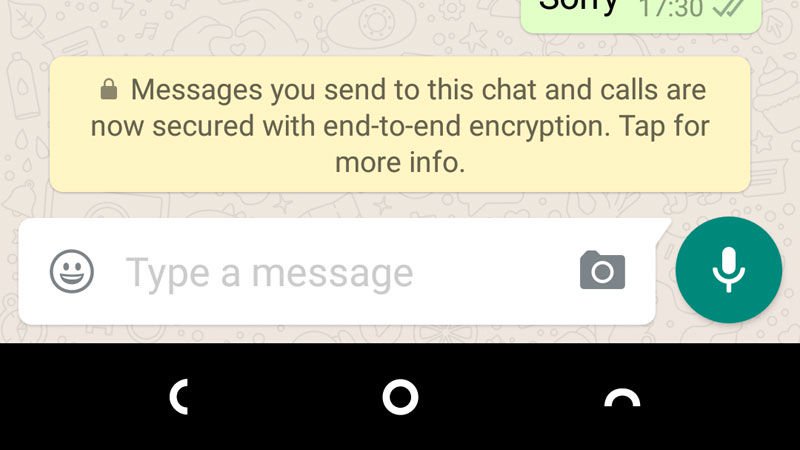 Sorry 17:30
Messages you send to this chat and calls are
now secured with end-to-end encryption. Tap for
more info.
Type a message